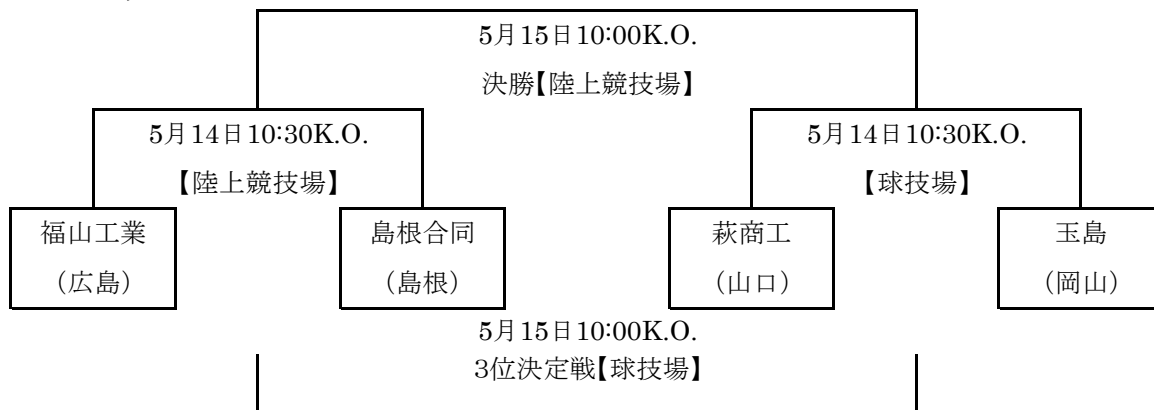 5月15日10:00K.O.
決勝【陸上競技場】
5月14日10:30K.O.
【陸上競技場】
5月14日10:30K.O.
【球技場】
福山工業
（広島）
島根合同
（島根）
萩商工
（山口）
玉島
（岡山）
5月15日10:00K.O.
３位決定戦【球技場】